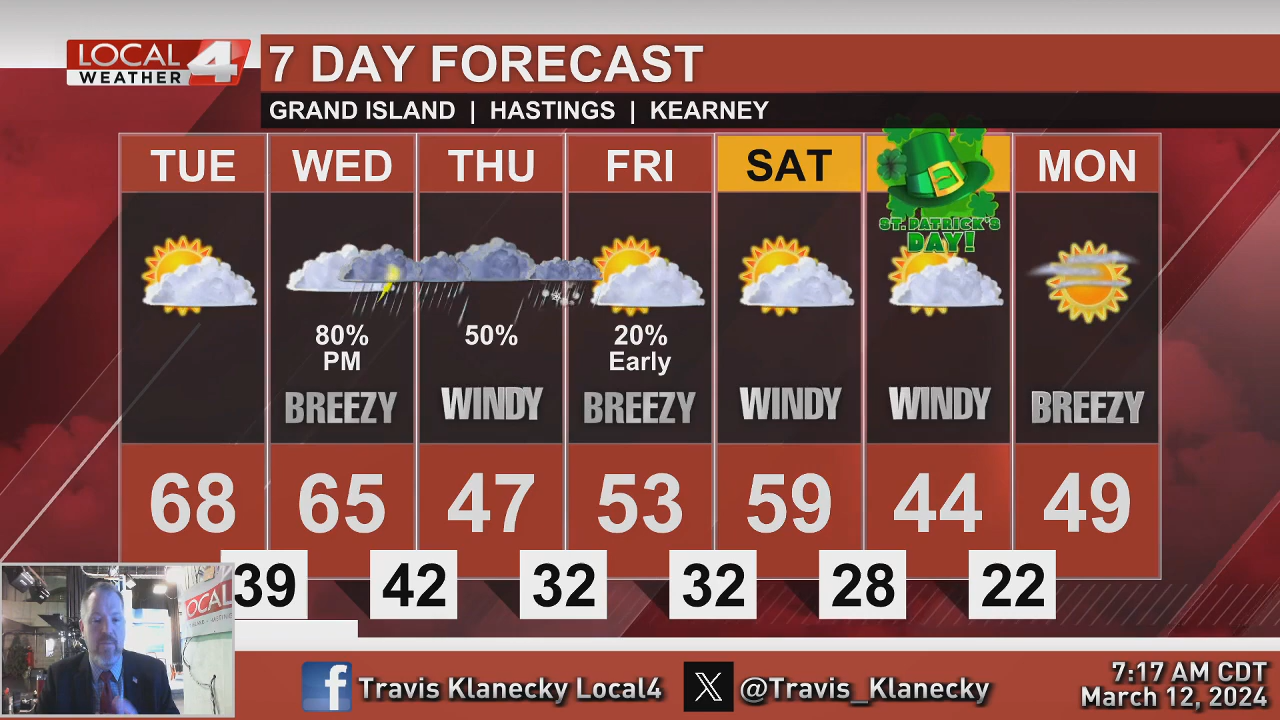 LOCAL 4
WEATHER
7 DAY FORECAST
GRAND ISLAND | HASTINGS | KEARNEY
TUE WED THU FRI SAT MON
ST. PATRICK'S
DAY!
80% 50% 20%
PM Early
BREEZY WINDY BREEZY WINDY WINDY BREEZY
68 65 47 53 59 44 49
39 42 32 32 28 22
LOCAL
Travis Klanecky Local4
@Travis_Klanecky
7:17 AM CDT
March 12, 2024